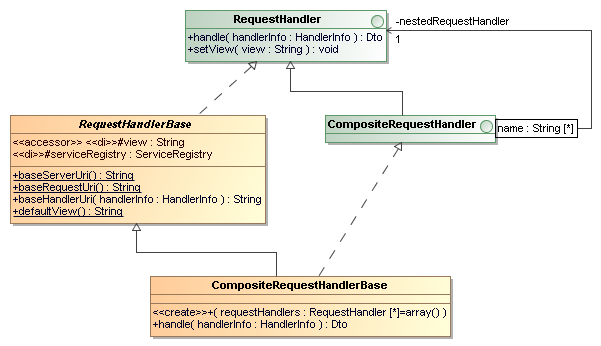 RequestHandler
+handle( handlerInfo : HandlerInfo ) : Dto
+setView( view : String ) : void
-nestedRequestHandler
1
RequestHandlerBase
<<accessor>> <<di>>#view : String
<<di>>#serviceRegistry : ServiceRegistry
+baseServerUri() : String
+baseRequestUri() : String
+baseHandlerUri( handlerInfo : HandlerInfo ) : String
+defaultView() : String
CompositeRequestHandler
name : String [*]
CompositeRequestHandlerBase
<<create>>+( requestHandlers : RequestHandler [*]=array() )
+handle( handlerInfo : HandlerInfo ) : Dto